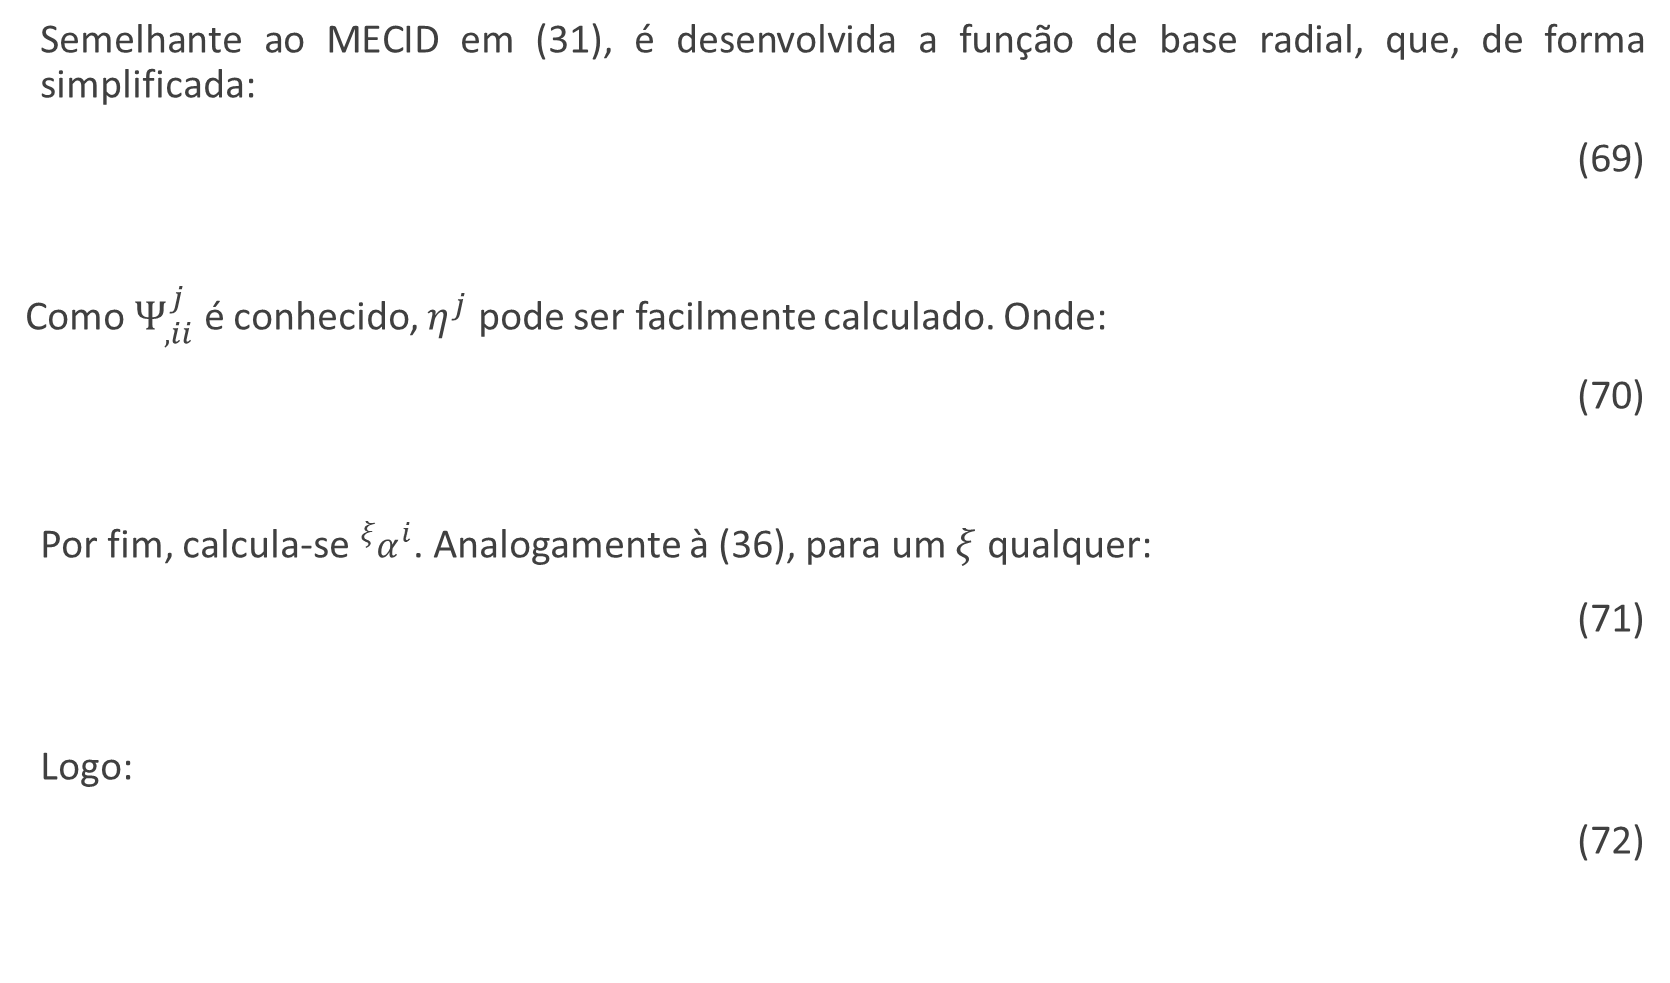 Semelhante ao MECID em (31), é desenvolvida a função de base radial, que, de forma
simplificada:
(69)
Como Ψ^j_{,ii} é conhecido, η^j pode ser facilmente calculado. Onde:
(70)
Por fim, calcula-se ^ξα^i. Analogamente à (36), para um ξ qualquer:
(71)
Logo:
(72)